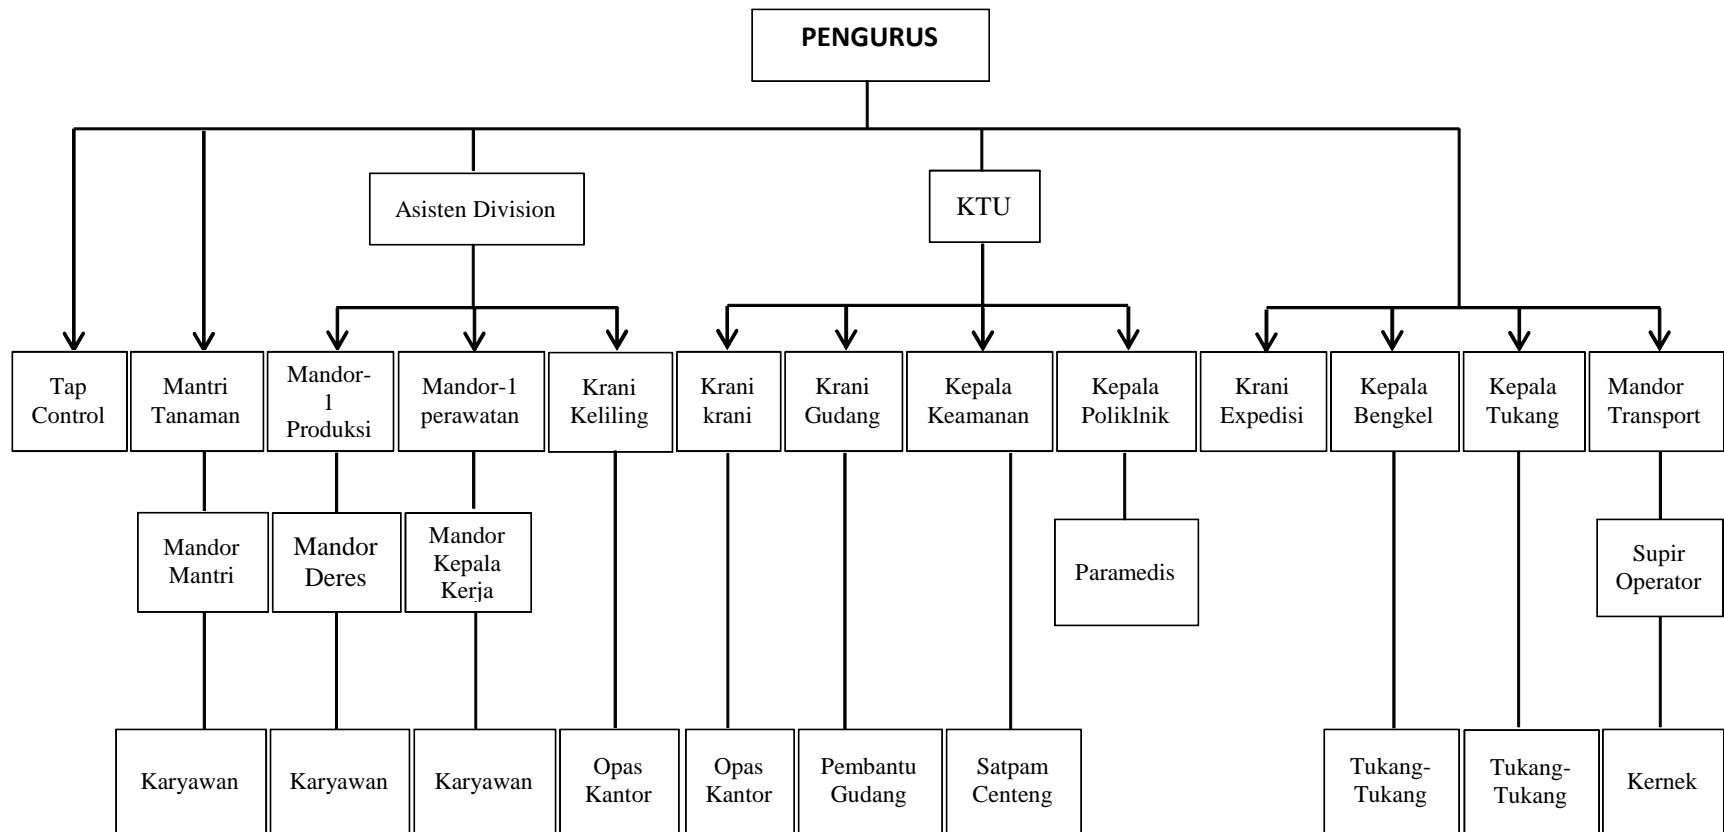 PENGURUS
Asisten Division
KTU
Tap
Control
Mantri
Tanaman
Mandor-
1
Produksi
Mandor-1
perawatan
Krani
Keliling
Krani
krani
Krani
Gudang
Kepala
Keamanan
Kepala
Poliklnik
Krani
Expedisi
Kepala
Bengkel
Kepala
Tukang
Mandor
Transport
Mandor
Mantri
Mandor
Deres
Mandor
Kepala
Kerja
Paramedis
Supir
Operator
Karyawan
Karyawan
Karyawan
Opas
Kantor
Opas
Kantor
Pembantu
Gudang
Satpam
Centeng
Tukang-
Tukang
Tukang-
Tukang
Kernek